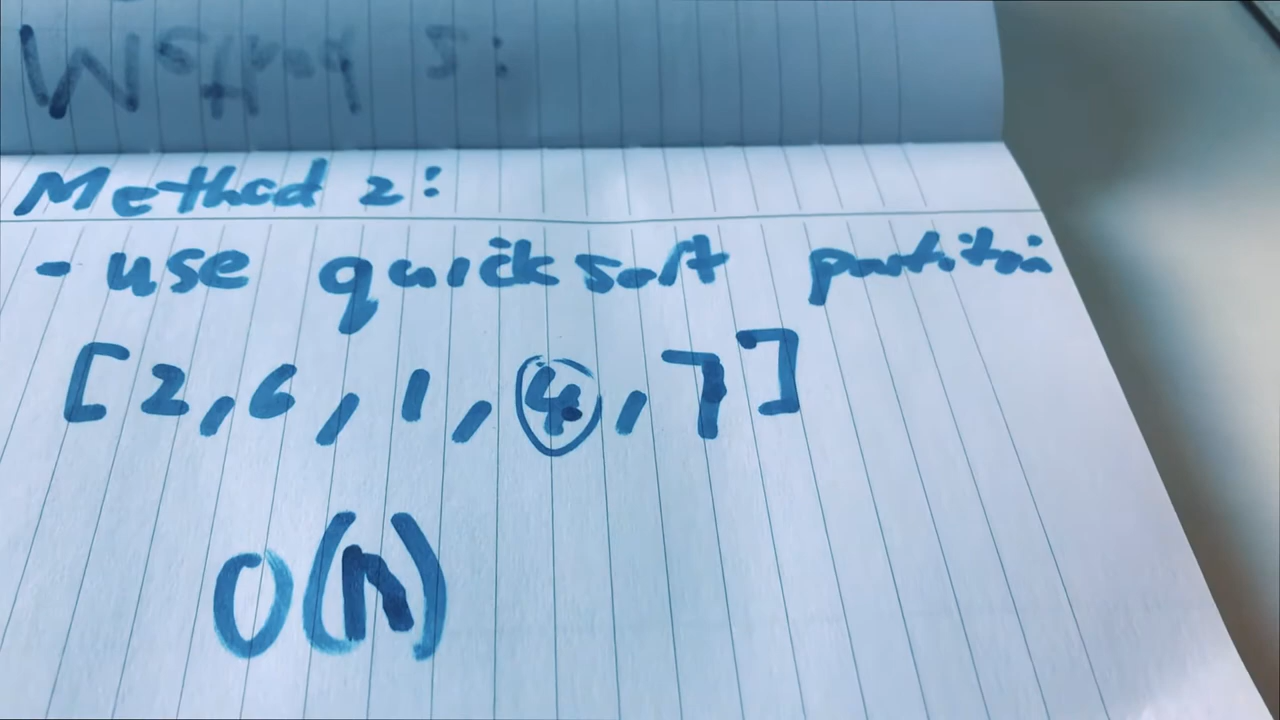 Method 2:
- use quicksort partition
[2, 6, 1, 4, 7]
O(n)